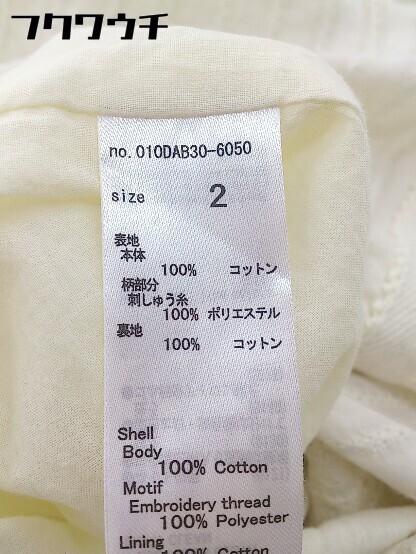 フクワウチ
no.010DAB30-6050
size 2
表地
本体
100% コットン
柄部分
刺しゅう糸
100% ポリエステル
裏地
100% コットン
Shell
Body
100% Cotton
Motif
Embroidery thread
100% Polyester
Lining
100% Cotton